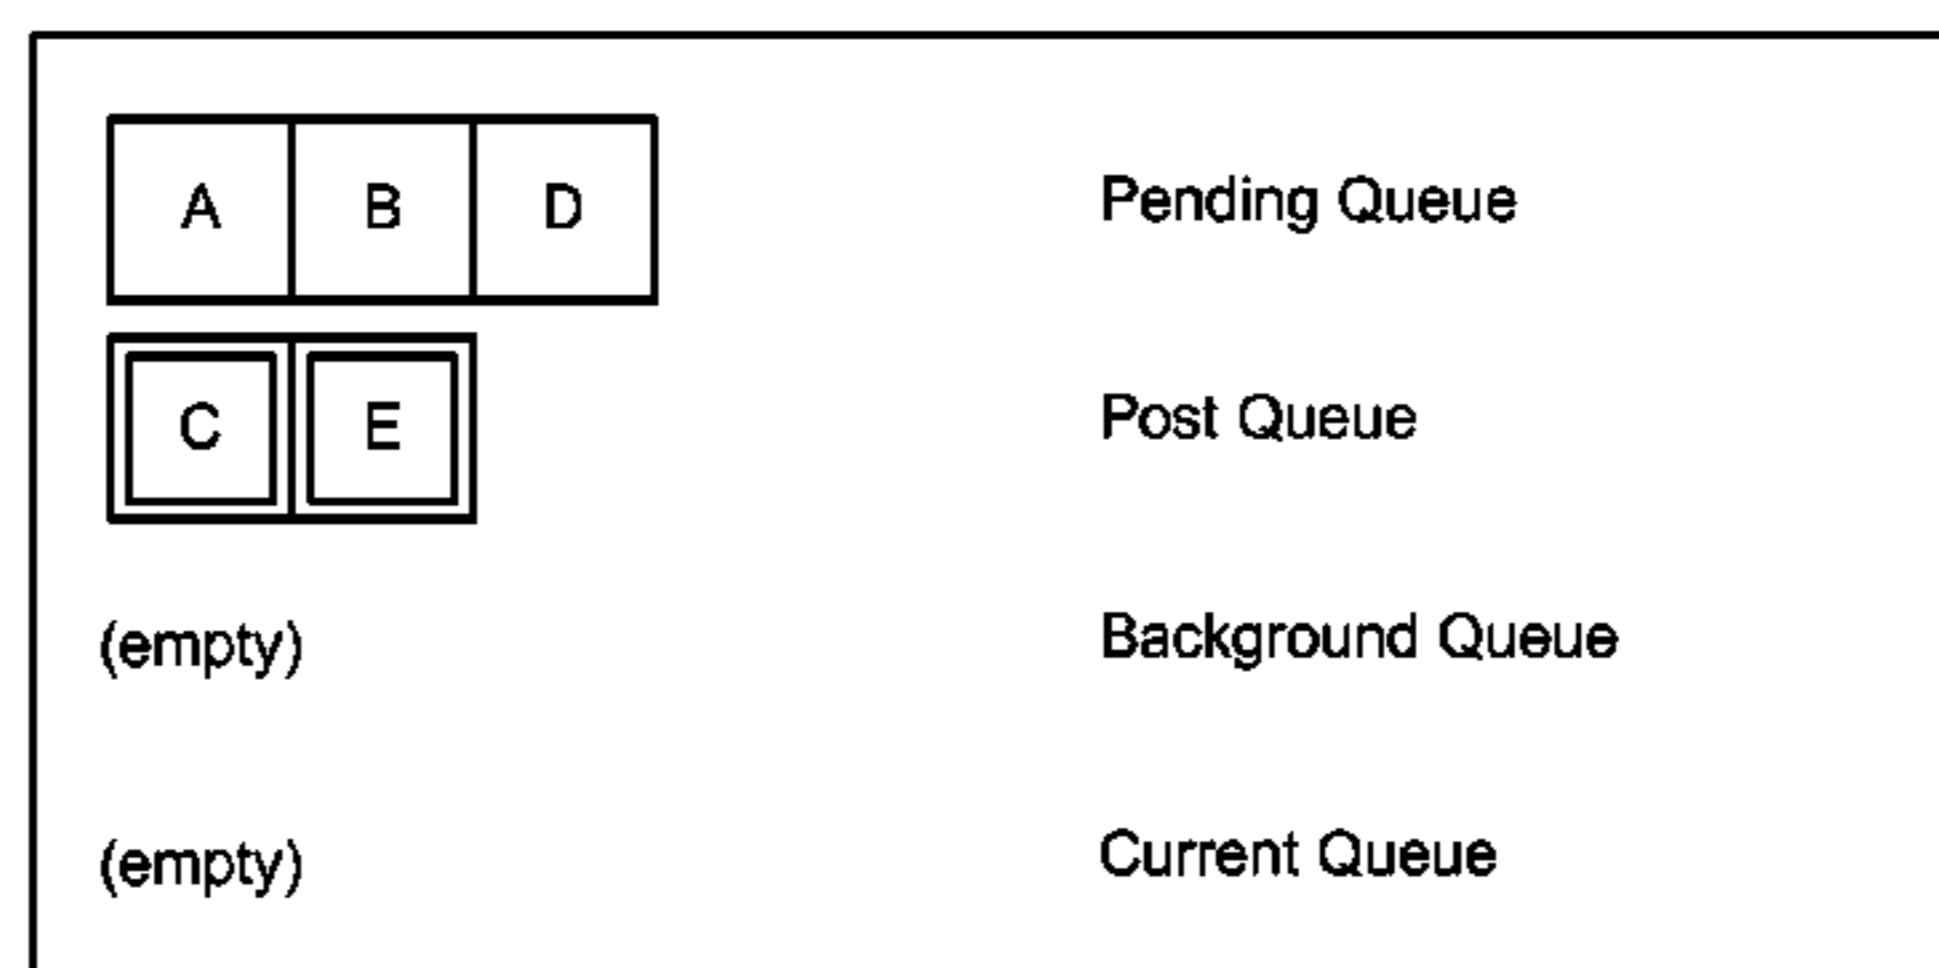 A B D Pending Queue
C E Post Queue
(empty) Background Queue
(empty) Current Queue